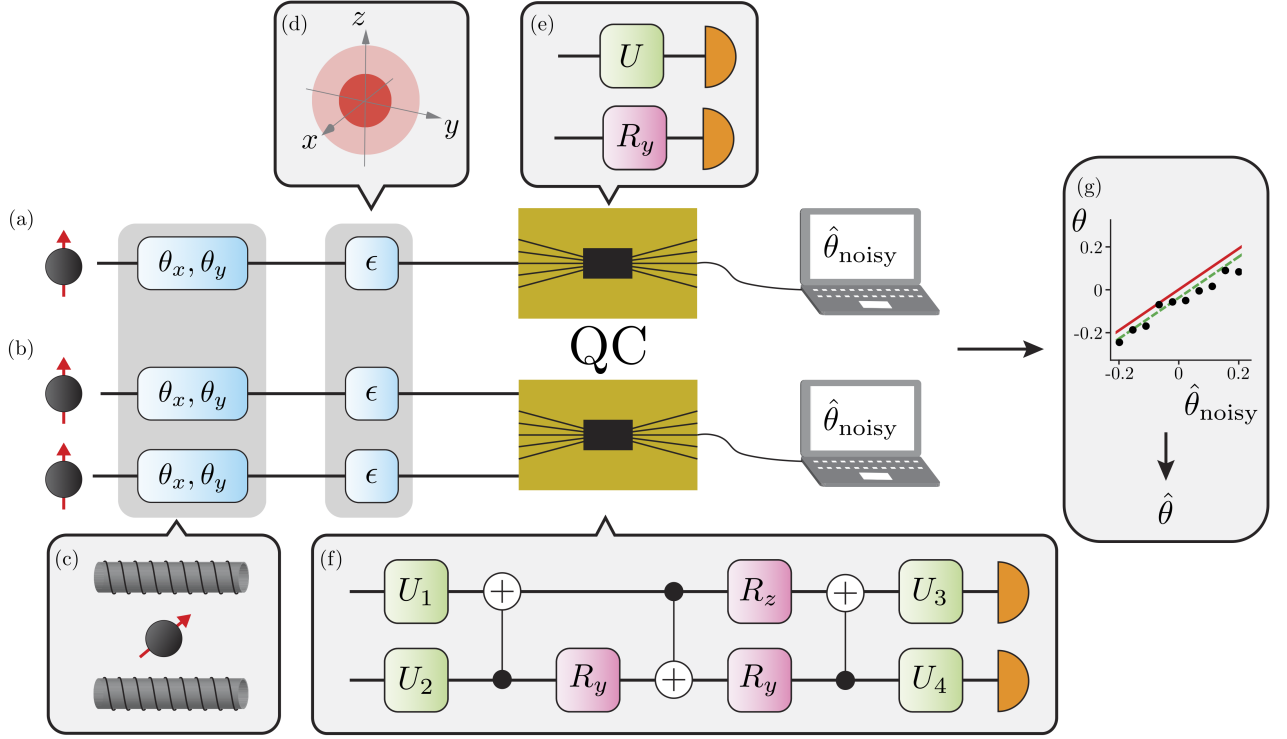 (d)
z
x
y
(e)
U
R_y
(a)
θ_x, θ_y
ϵ
θ̂_noisy
QC
(b)
θ_x, θ_y
ϵ
θ̂_noisy
θ_x, θ_y
ϵ
(c)
(f)
U_1
R_z
U_3
U_2
R_y
R_y
U_4
(g)
θ
0.2
0
-0.2
-0.2
0
0.2
θ̂_noisy
θ̂